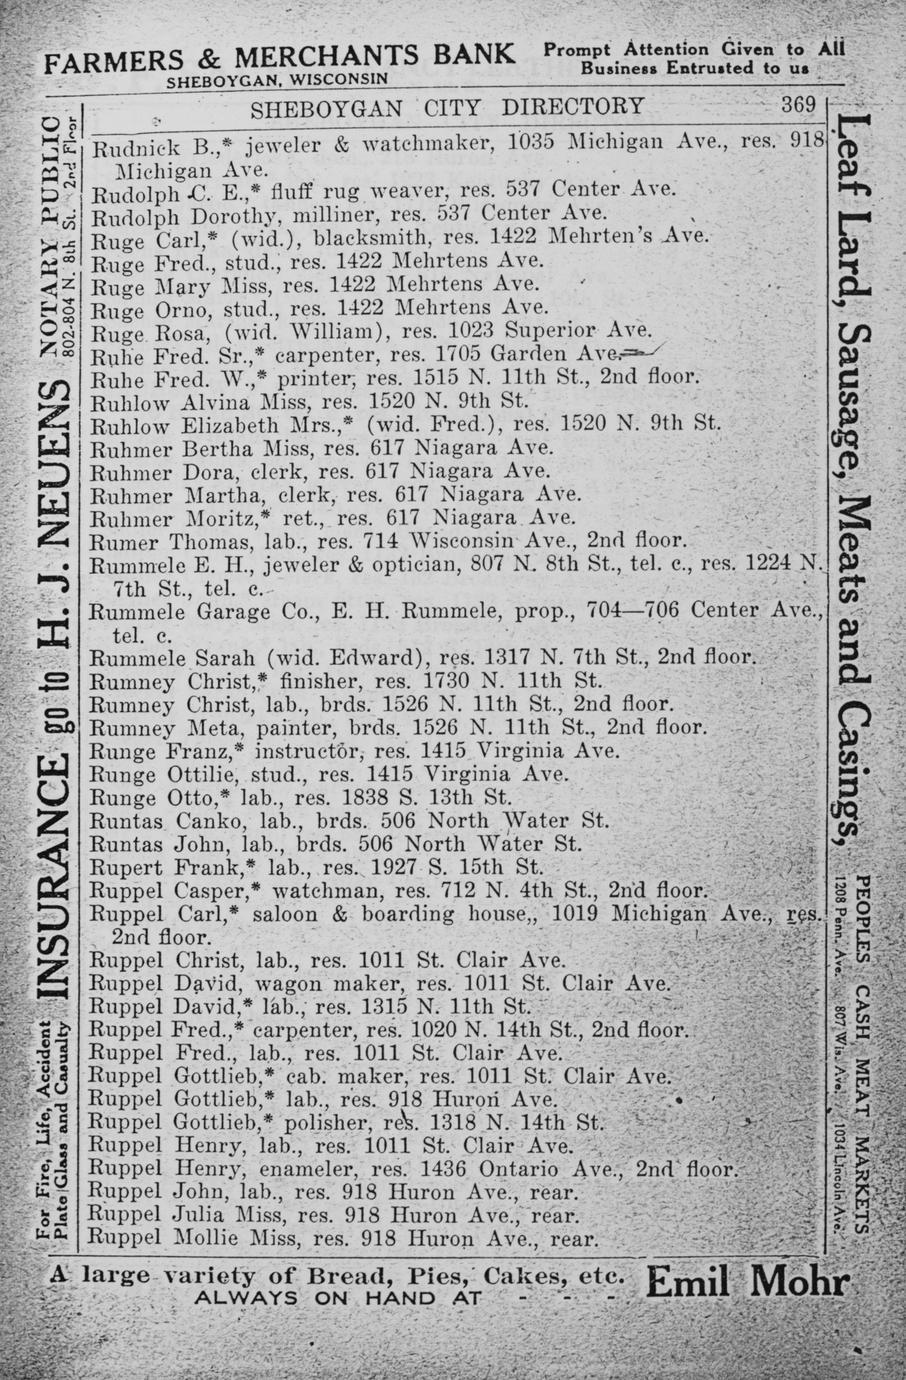 FARMERS & MERCHANTS BANK
SHEBOYGAN, WISCONSIN
Prompt Attention Given to All
Business Entrusted to us
SHEBOYGAN CITY DIRECTORY 369
Rudnick B.,* jeweler & watchmaker, 1035 Michigan Ave., res. 918
Michigan Ave.
Rudolph C. E.,* fluff rug weaver, res. 537 Center Ave.
Rudolph Dorothy, milliner, res. 537 Center Ave.
Ruge Carl,* (wid.), blacksmith, res. 1422 Mehrten's Ave.
Ruge Fred., stud., res. 1422 Mehrtens Ave.
Ruge Mary Miss, res. 1422 Mehrtens Ave.
Ruge Orno, stud., res. 1422 Mehrtens Ave.
Ruge Rosa, (wid. William), res. 1023 Superior Ave.
Ruhe Fred. Sr.,* carpenter, res. 1705 Garden Ave.
Ruhe Fred. W.,* printer, res. 1515 N. 11th St., 2nd floor.
Ruhlow Alvina Miss, res. 1520 N. 9th St.
Ruhlow Elizabeth Mrs.,* (wid. Fred.), res. 1520 N. 9th St.
Ruhmer Bertha Miss, res. 617 Niagara Ave.
Ruhmer Dora, clerk, res. 617 Niagara Ave.
Ruhmer Martha, clerk, res. 617 Niagara Ave.
Ruhmer Moritz,* ret., res. 617 Niagara Ave.
Rumer Thomas, lab., res. 714 Wisconsin Ave., 2nd floor.
Rummele E. H., jeweler & optician, 807 N. 8th St., tel. c., res. 1224 N.
7th St., tel. c.
Rummele Garage Co., E. H. Rummele, prop., 704—706 Center Ave.,
tel. c.
Rummele Sarah (wid. Edward), res. 1317 N. 7th St., 2nd floor.
Rumney Christ,* finisher, res. 1730 N. 11th St.
Rumney Christ, lab., brds. 1526 N. 11th St., 2nd floor.
Rumney Meta, painter, brds. 1526 N. 11th St., 2nd floor.
Runge Franz,* instructor, res. 1415 Virginia Ave.
Runge Ottilie, stud., res. 1415 Virginia Ave.
Runge Otto,* lab., res. 1838 S. 13th St.
Runtas Canko, lab., brds. 506 North Water St.
Runtas John, lab., brds. 506 North Water St.
Rupert Frank,* lab., res. 1927 S. 15th St.
Ruppel Casper,* watchman, res. 712 N. 4th St., 2nd floor.
Ruppel Carl,* saloon & boarding house,, 1019 Michigan Ave., res.
2nd floor.
Ruppel Christ, lab., res. 1011 St. Clair Ave.
Ruppel David, wagon maker, res. 1011 St. Clair Ave.
Ruppel David,* lab., res. 1315 N. 11th St.
Ruppel Fred.,* carpenter, res. 1020 N. 14th St., 2nd floor.
Ruppel Fred., lab., res. 1011 St. Clair Ave.
Ruppel Gottlieb,* cab. maker, res. 1011 St. Clair Ave.
Ruppel Gottlieb,* lab., res. 918 Huron Ave.
Ruppel Gottlieb,* polisher, res. 1318 N. 14th St.
Ruppel Henry, lab., res. 1011 St. Clair Ave.
Ruppel Henry, enameler, res. 1436 Ontario Ave., 2nd floor.
Ruppel John, lab., res. 918 Huron Ave., rear.
Ruppel Julia Miss, res. 918 Huron Ave., rear.
Ruppel Mollie Miss, res. 918 Huron Ave., rear.
For Fire, Life, Accident
Plate Glass and Casualty
INSURANCE go to H. J. NEUENS
NOTARY PUBLIC
802-804 N. 8th St. 2nd Floor
Leaf Lard, Sausage, Meats and Casings,
PEOPLES CASH MEAT MARKETS
1208 Penn. Ave. 807 Wis. Ave. 1034 Lincoln Ave.
A large variety of Bread, Pies, Cakes, etc.
ALWAYS ON HAND AT - - -
Emil Mohr